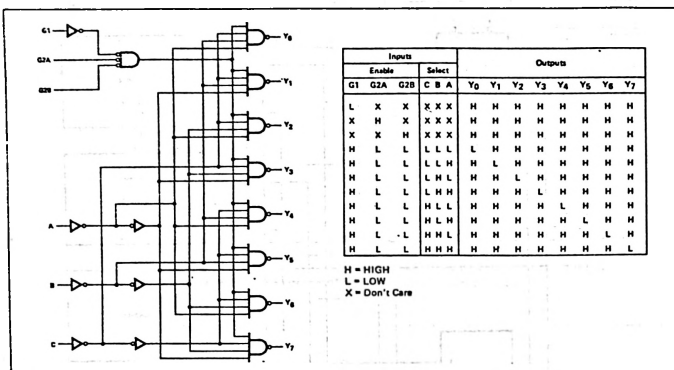 G1
G2A
G2B
A
B
C
Y0
Y1
Y2
Y3
Y4
Y5
Y6
Y7
Inputs Outputs
Enable Select
G1 G2A G2B C B A Y0 Y1 Y2 Y3 Y4 Y5 Y6 Y7
L X X X X X H H H H H H H H
X H X X X X H H H H H H H H
X X H X X X H H H H H H H H
H L L L L L L H H H H H H H
H L L L L H H L H H H H H H
H L L L H L H H L H H H H H
H L L L H H H H H L H H H H
H L L H L L H H H H L H H H
H L L H L H H H H H H L H H
H L L H H L H H H H H H L H
H L L H H H H H H H H H H L
H = HIGH
L = LOW
X = Don't Care